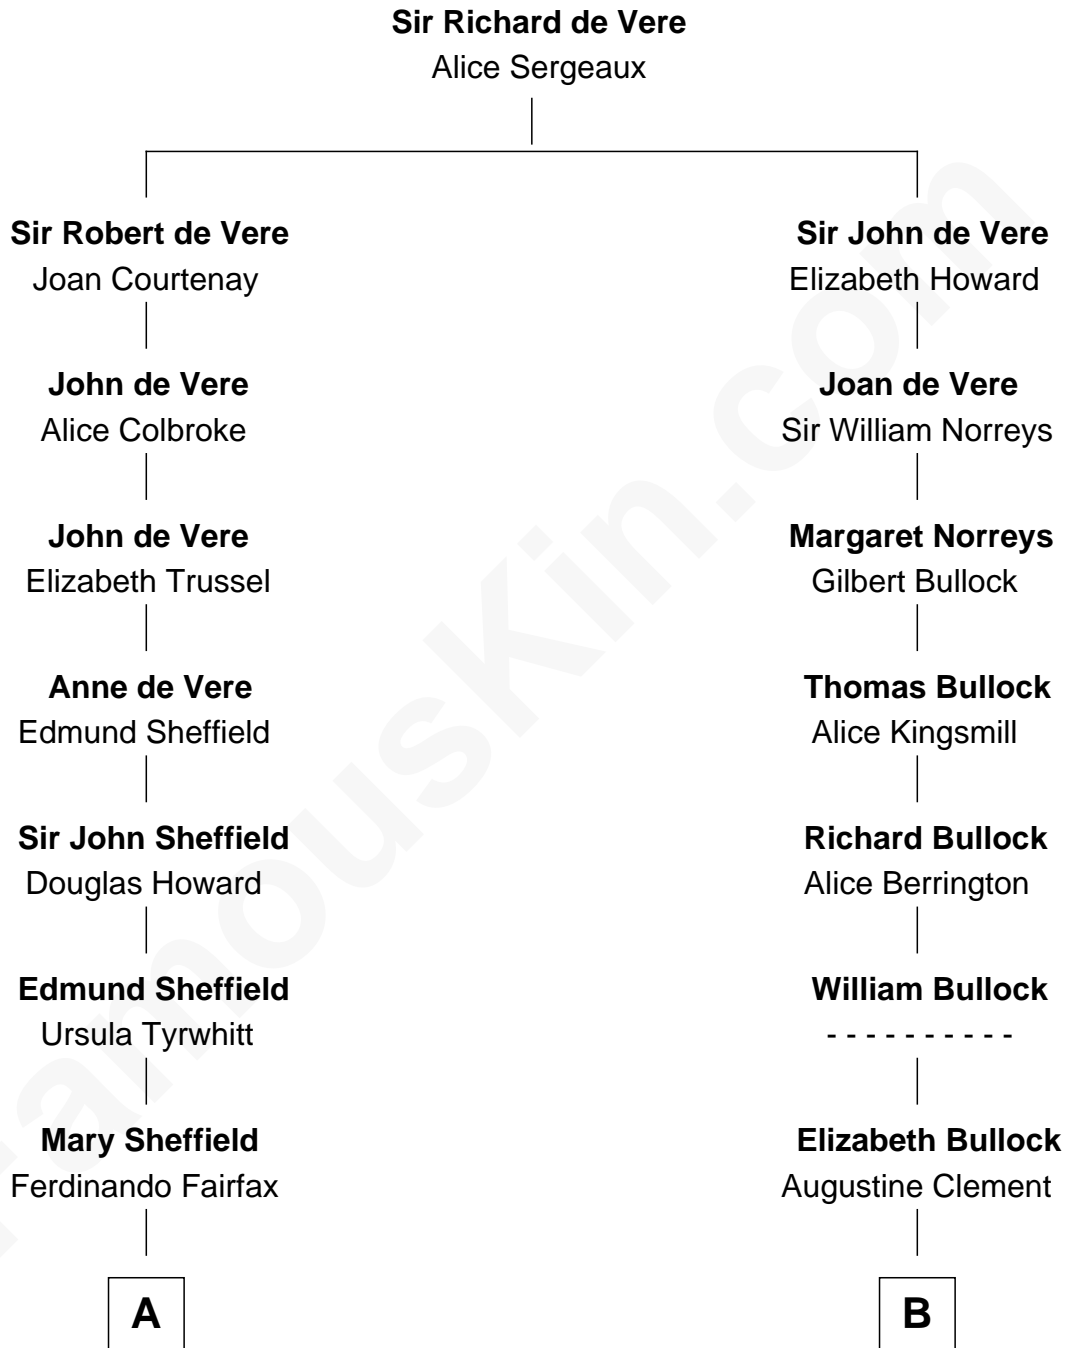 Sir Richard de Vere
Alice Sergeaux
Sir Robert de Vere
Joan Courtenay
Sir John de Vere
Elizabeth Howard
John de Vere
Alice Colbroke
Joan de Vere
Sir William Norreys
John de Vere
Elizabeth Trussel
Margaret Norreys
Gilbert Bullock
Anne de Vere
Edmund Sheffield
Thomas Bullock
Alice Kingsmill
Sir John Sheffield
Douglas Howard
Richard Bullock
Alice Berrington
Edmund Sheffield
Ursula Tyrwhitt
William Bullock
- - - - - - - - - -
Mary Sheffield
Ferdinando Fairfax
Elizabeth Bullock
Augustine Clement
A
B
FamousKin.com